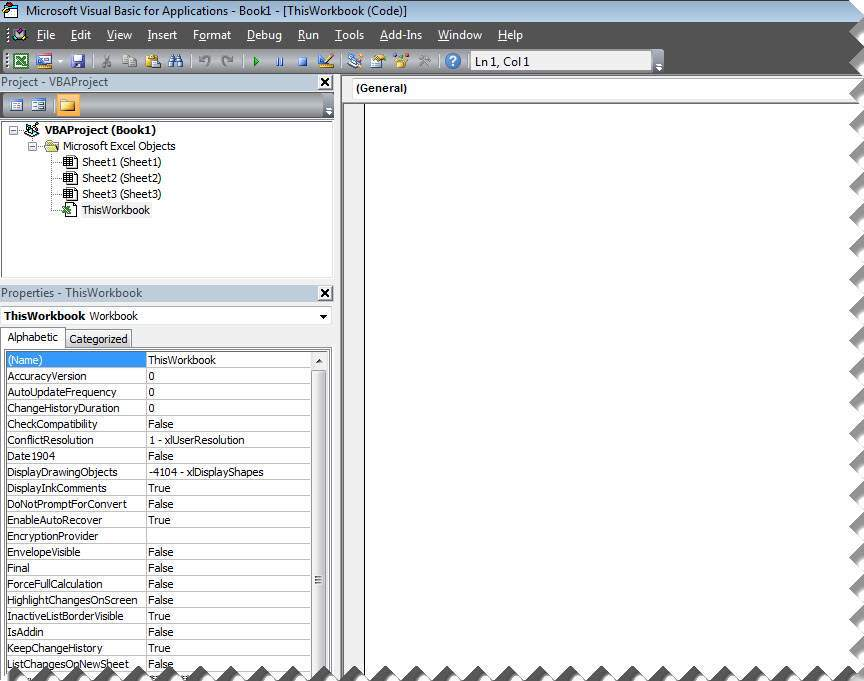 Microsoft Visual Basic for Applications - Book1 - [ThisWorkbook (Code)]
File Edit View Insert Format Debug Run Tools Add-Ins Window Help
Ln 1, Col 1
Project - VBAProject
(General)
VBAProject (Book1)
Microsoft Excel Objects
Sheet1 (Sheet1)
Sheet2 (Sheet2)
Sheet3 (Sheet3)
ThisWorkbook
Properties - ThisWorkbook
ThisWorkbook Workbook
Alphabetic Categorized
(Name) ThisWorkbook
AccuracyVersion 0
AutoUpdateFrequency 0
ChangeHistoryDuration 0
CheckCompatibility False
ConflictResolution 1 - xlUserResolution
Date1904 False
DisplayDrawingObjects -4104 - xlDisplayShapes
DisplayInkComments True
DoNotPromptForConvert False
EnableAutoRecover True
EncryptionProvider
EnvelopeVisible False
Final False
ForceFullCalculation False
HighlightChangesOnScreen False
InactiveListBorderVisible True
IsAddin False
KeepChangeHistory True
ListChangesOnNewSheet False